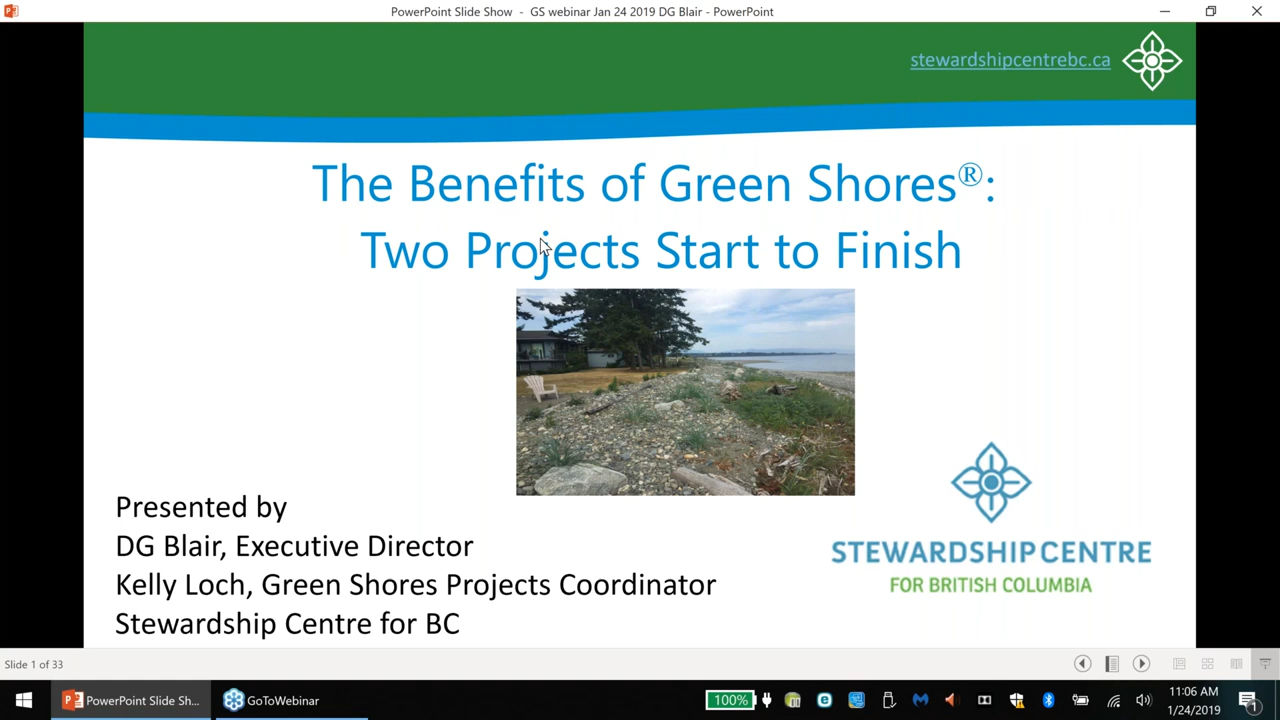 PowerPoint Slide Show - GS webinar Jan 24 2019 DG Blair - PowerPoint
stewardshipcentrebc.ca
The Benefits of Green Shores®:
Two Projects Start to Finish
Presented by
DG Blair, Executive Director
Kelly Loch, Green Shores Projects Coordinator
Stewardship Centre for BC
STEWARDSHIP CENTRE
FOR BRITISH COLUMBIA
Slide 1 of 33
PowerPoint Slide Sh...
GoToWebinar
100%
11:06 AM
1/24/2019
1